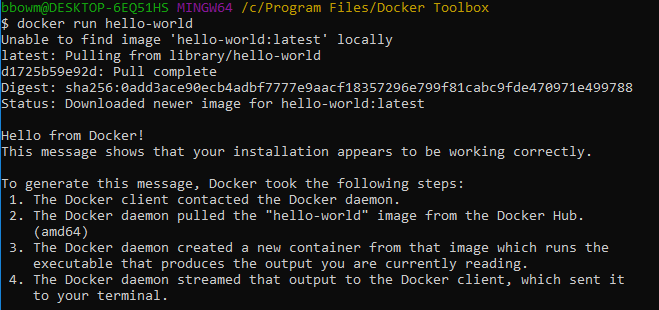 bbowm@DESKTOP-6EQ51HS MINGW64 /c/Program Files/Docker Toolbox
$ docker run hello-world
Unable to find image 'hello-world:latest' locally
latest: Pulling from library/hello-world
d1725b59e92d: Pull complete
Digest: sha256:0add3ace90ecb4adbf7777e9aacf18357296e799f81cabc9fde470971e499788
Status: Downloaded newer image for hello-world:latest

Hello from Docker!
This message shows that your installation appears to be working correctly.

To generate this message, Docker took the following steps:
 1. The Docker client contacted the Docker daemon.
 2. The Docker daemon pulled the "hello-world" image from the Docker Hub.
    (amd64)
 3. The Docker daemon created a new container from that image which runs the
    executable that produces the output you are currently reading.
 4. The Docker daemon streamed that output to the Docker client, which sent it
    to your terminal.